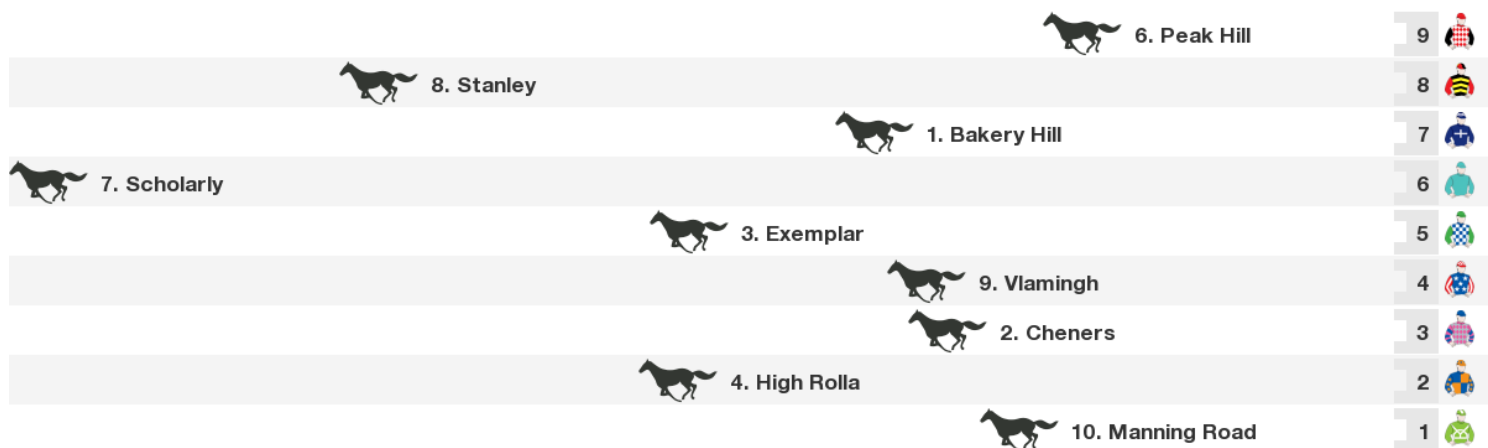 6. Peak Hill 9
8. Stanley 8
1. Bakery Hill 7
7. Scholarly 6
3. Exemplar 5
9. Vlamingh 4
2. Cheners 3
4. High Rolla 2
10. Manning Road 1